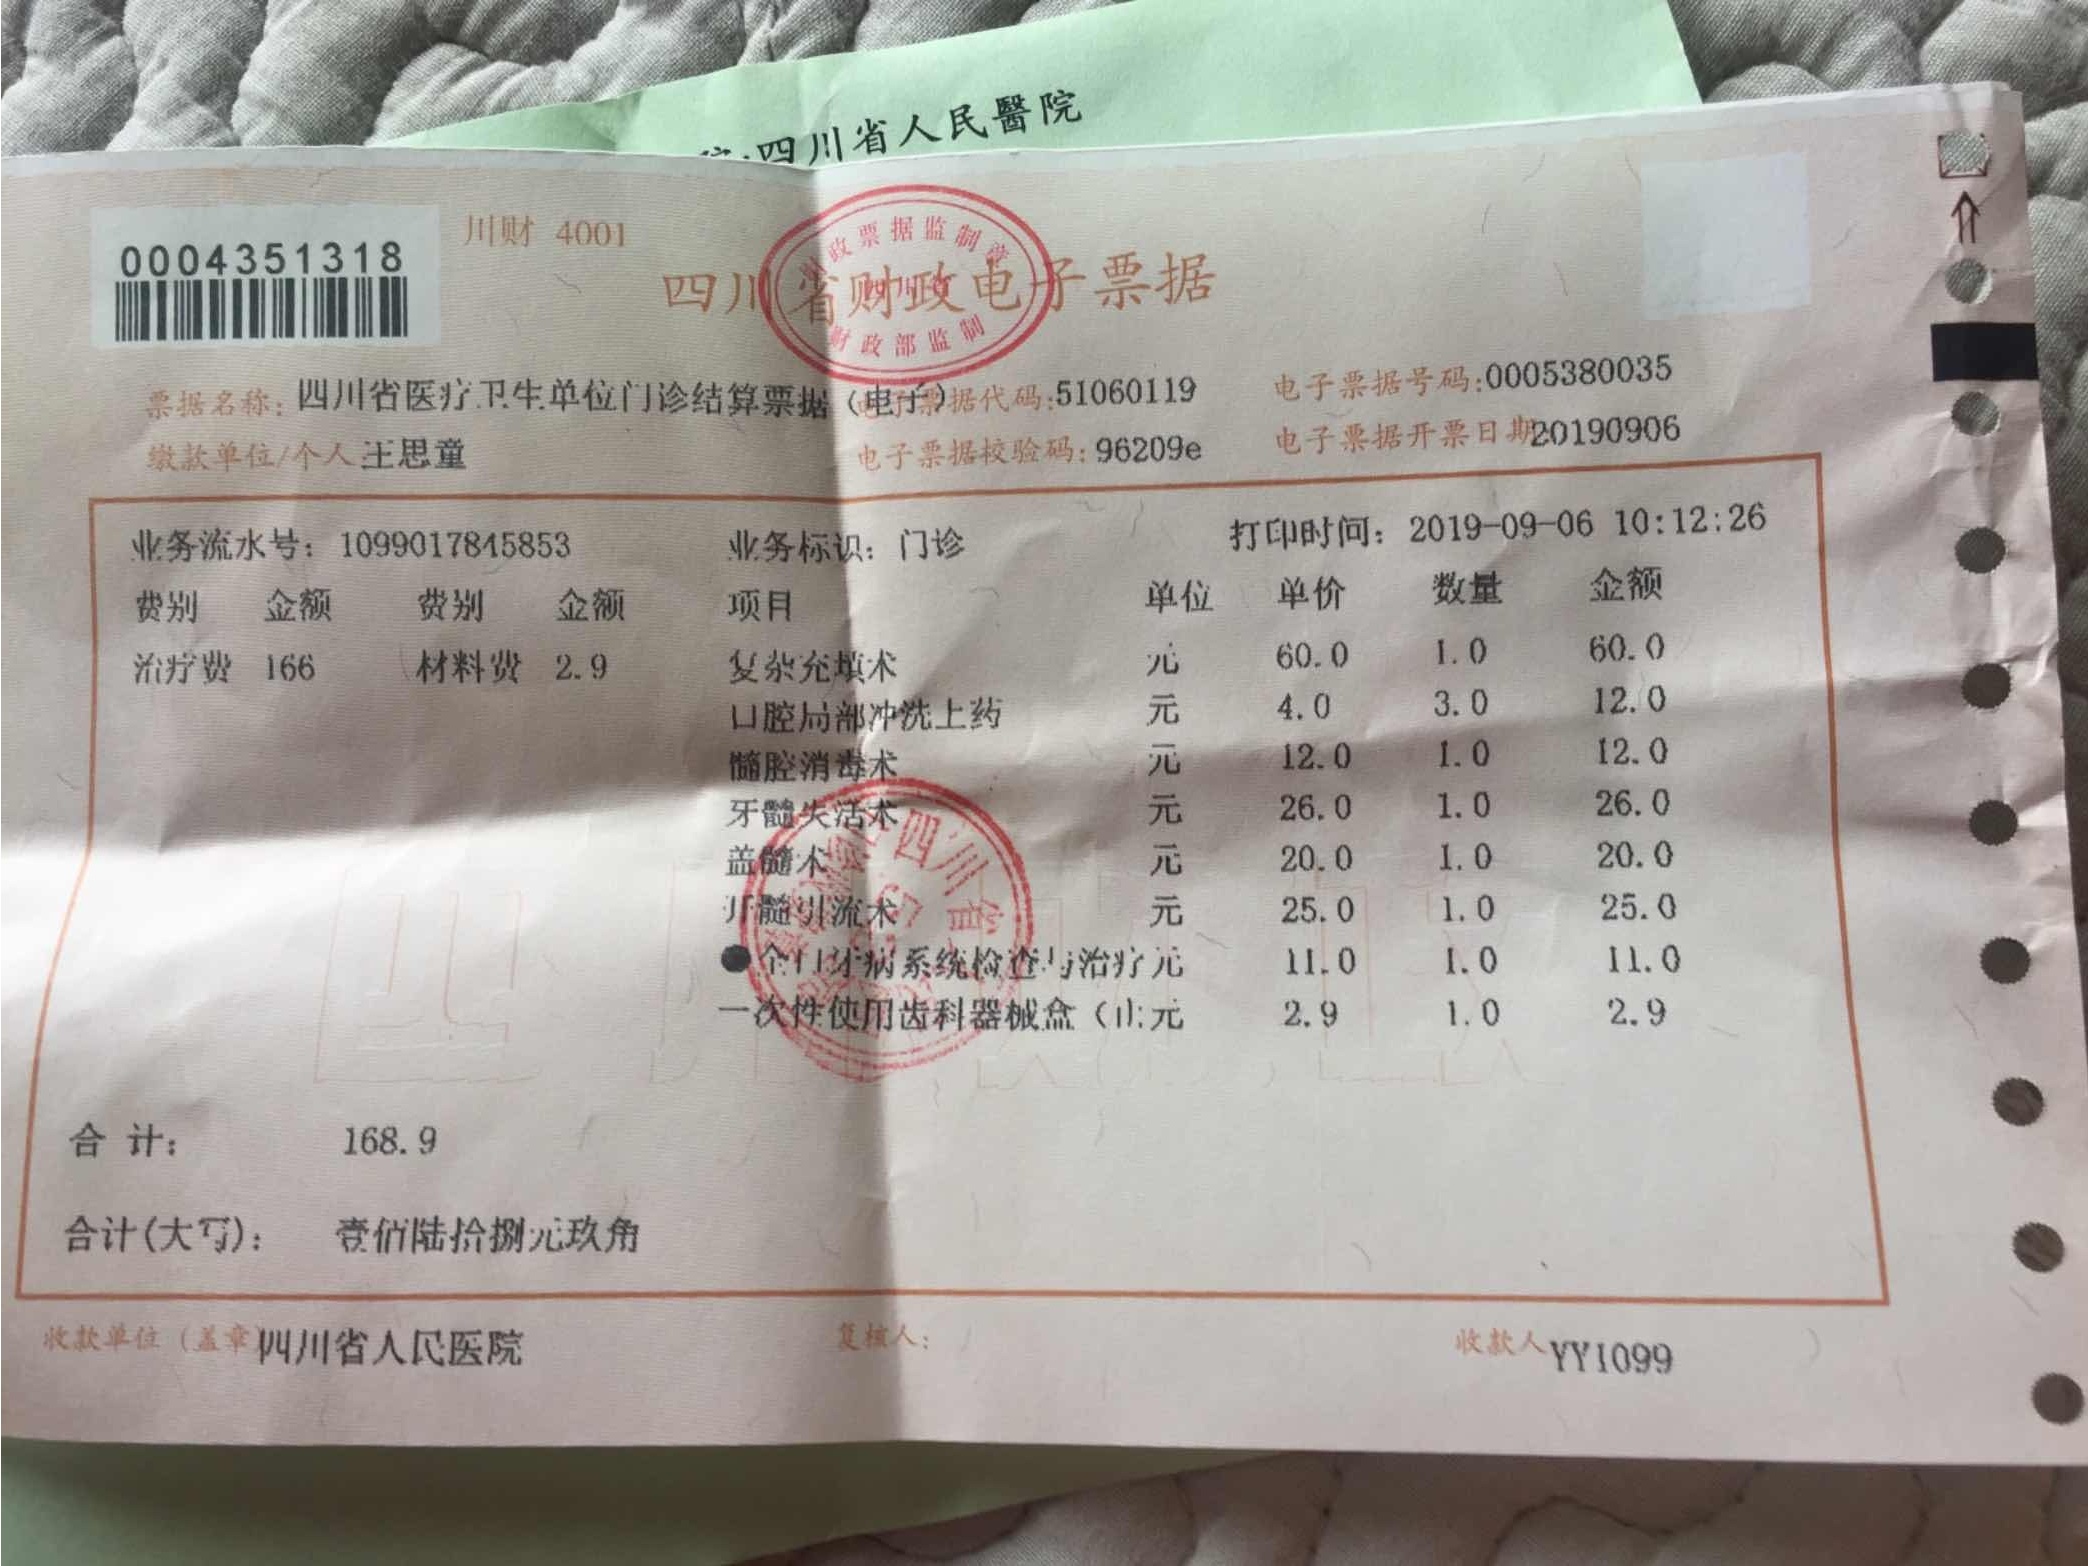 四川省人民醫院
0004351318
川财 4001
四川省财政电子票据
财政票据监制章
四川省
财政部监制
票据名称: 四川省医疗卫生单位门诊结算票据（电子） 电子票据代码:51060119 电子票据号码:0005380035
缴款单位/个人 王思童 电子票据校验码: 96209e 电子票据开票日期 20190906
业务流水号: 1099017845853 业务标识: 门诊 打印时间: 2019-09-06 10:12:26
费别 金额 费别 金额 项目 单位 单价 数量 金额
治疗费 166 材料费 2.9 复杂充填术 元 60.0 1.0 60.0
口腔局部冲洗上药 元 4.0 3.0 12.0
髓腔消毒术 元 12.0 1.0 12.0
牙髓失活术 元 26.0 1.0 26.0
盖髓术 元 20.0 1.0 20.0
开髓引流术 元 25.0 1.0 25.0
●全口牙病系统检查与治疗 元 11.0 1.0 11.0
一次性使用齿科器械盒（ 元 2.9 1.0 2.9
合 计: 168.9
合计(大写): 壹佰陆拾捌元玖角
收款单位（盖章 四川省人民医院 复核人: 收款人 YY1099